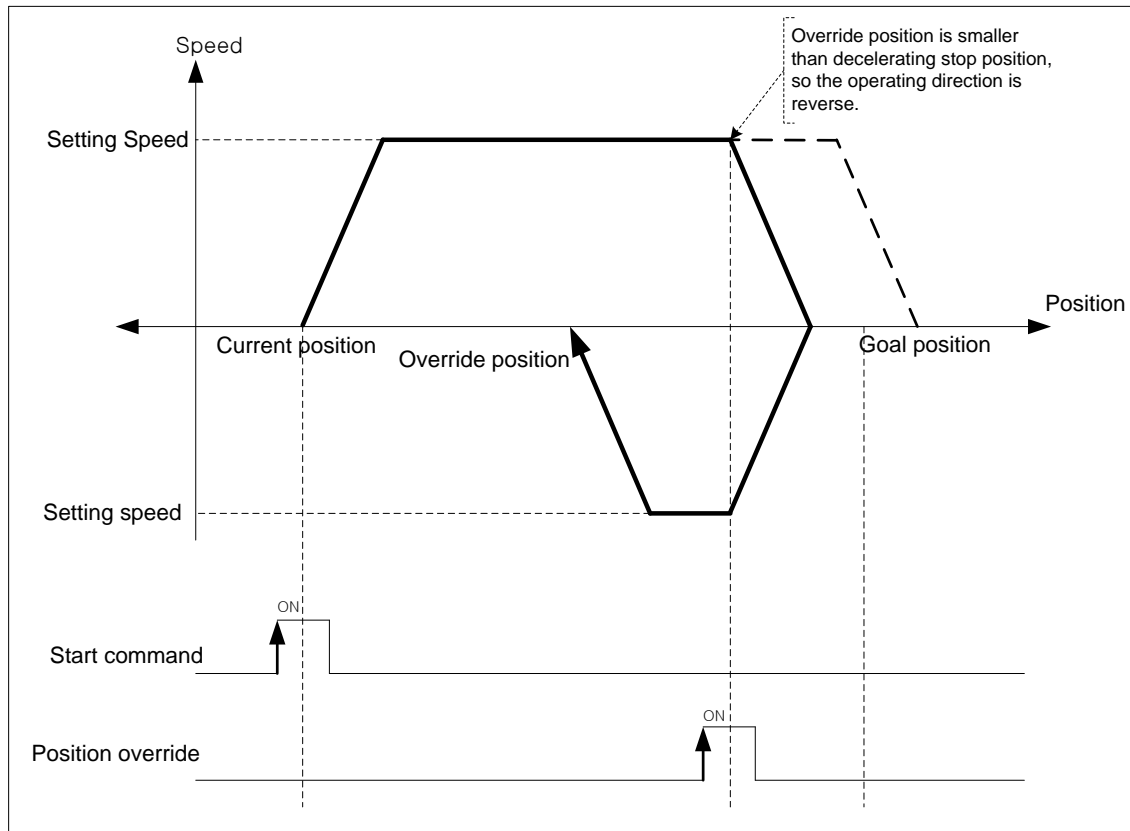 Override position is smaller
than decelerating stop position,
so the operating direction is
reverse.
Speed
Setting Speed
Position
Current position
Override position
Goal position
Setting speed
ON
Start command
ON
Position override